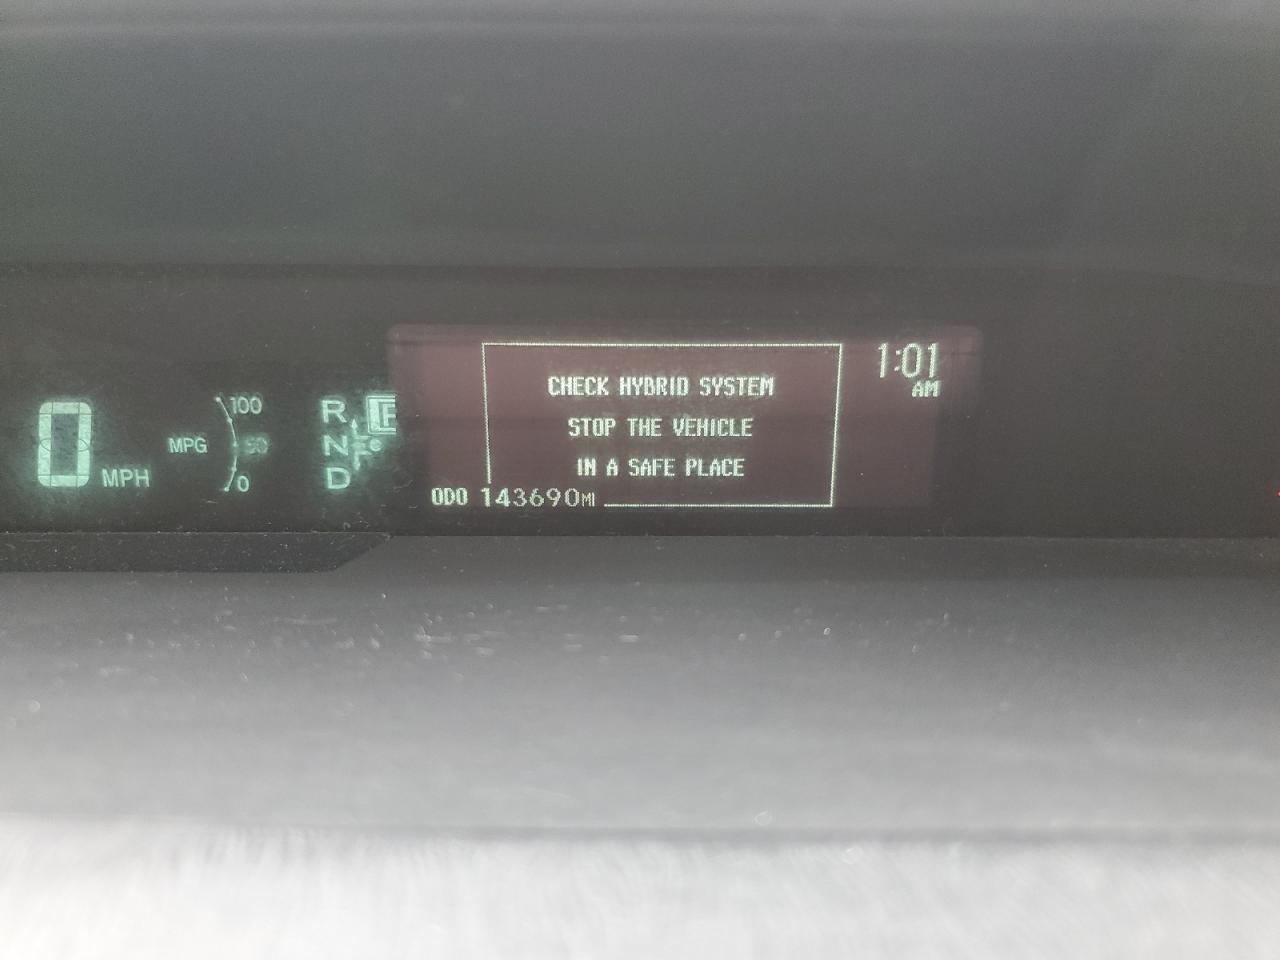 0 MPH
MPG
100
50
0
R
N
D
CHECK HYBRID SYSTEM
STOP THE VEHICLE
IN A SAFE PLACE
ODO 143690MI
1:01
AM